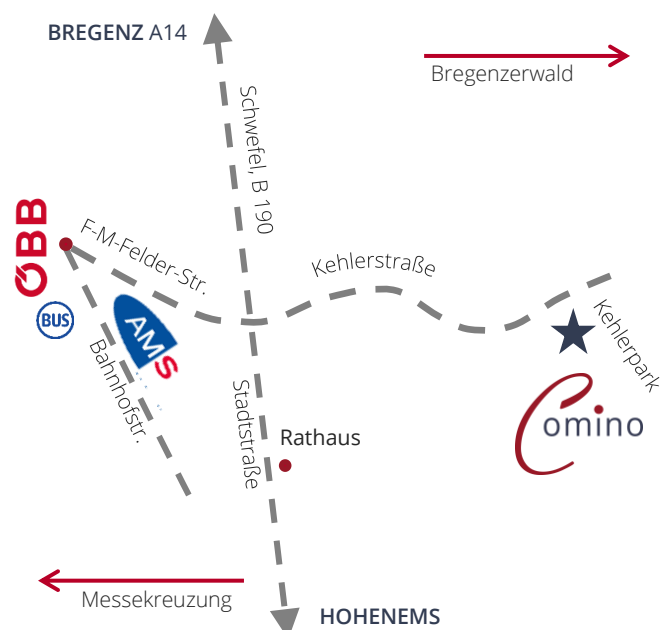 BREGENZ A14
Bregenzerwald
Schwefel, B 190
ÖBB
F-M-Felder-Str.
Kehlerstraße
BUS
AMS
Bahnhofstr.
Kehlerpark
Stadtstraße
Comino
Rathaus
Messekreuzung
HOHENEMS